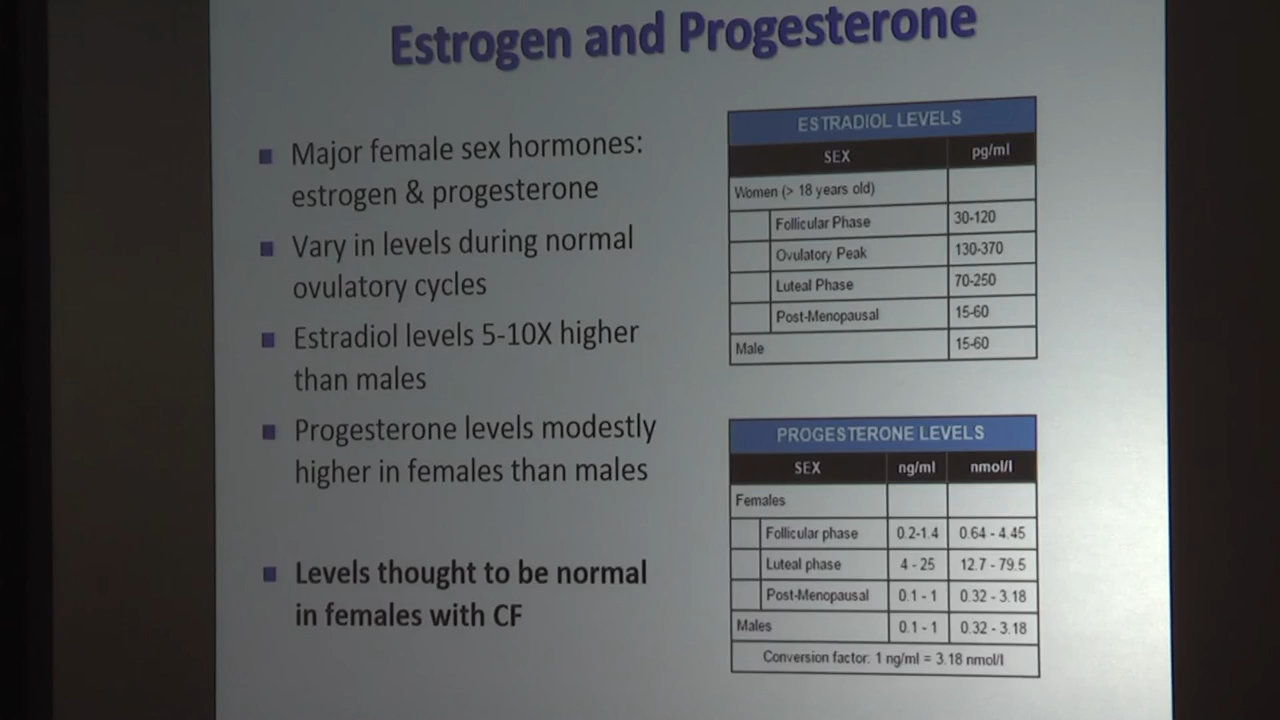 Estrogen and Progesterone
Major female sex hormones:
estrogen & progesterone
Vary in levels during normal
ovulatory cycles
Estradiol levels 5-10X higher
than males
Progesterone levels modestly
higher in females than males
Levels thought to be normal
in females with CF
ESTRADIOL LEVELS
SEX pg/ml
Women (> 18 years old)
Follicular Phase 30-120
Ovulatory Peak 130-370
Luteal Phase 70-250
Post-Menopausal 15-60
Male 15-60
PROGESTERONE LEVELS
SEX ng/ml nmol/l
Females
Follicular phase 0.2-1.4 0.64 - 4.45
Luteal phase 4 - 25 12.7 - 79.5
Post-Menopausal 0.1 - 1 0.32 - 3.18
Males 0.1 - 1 0.32 - 3.18
Conversion factor: 1 ng/ml = 3.18 nmol/l